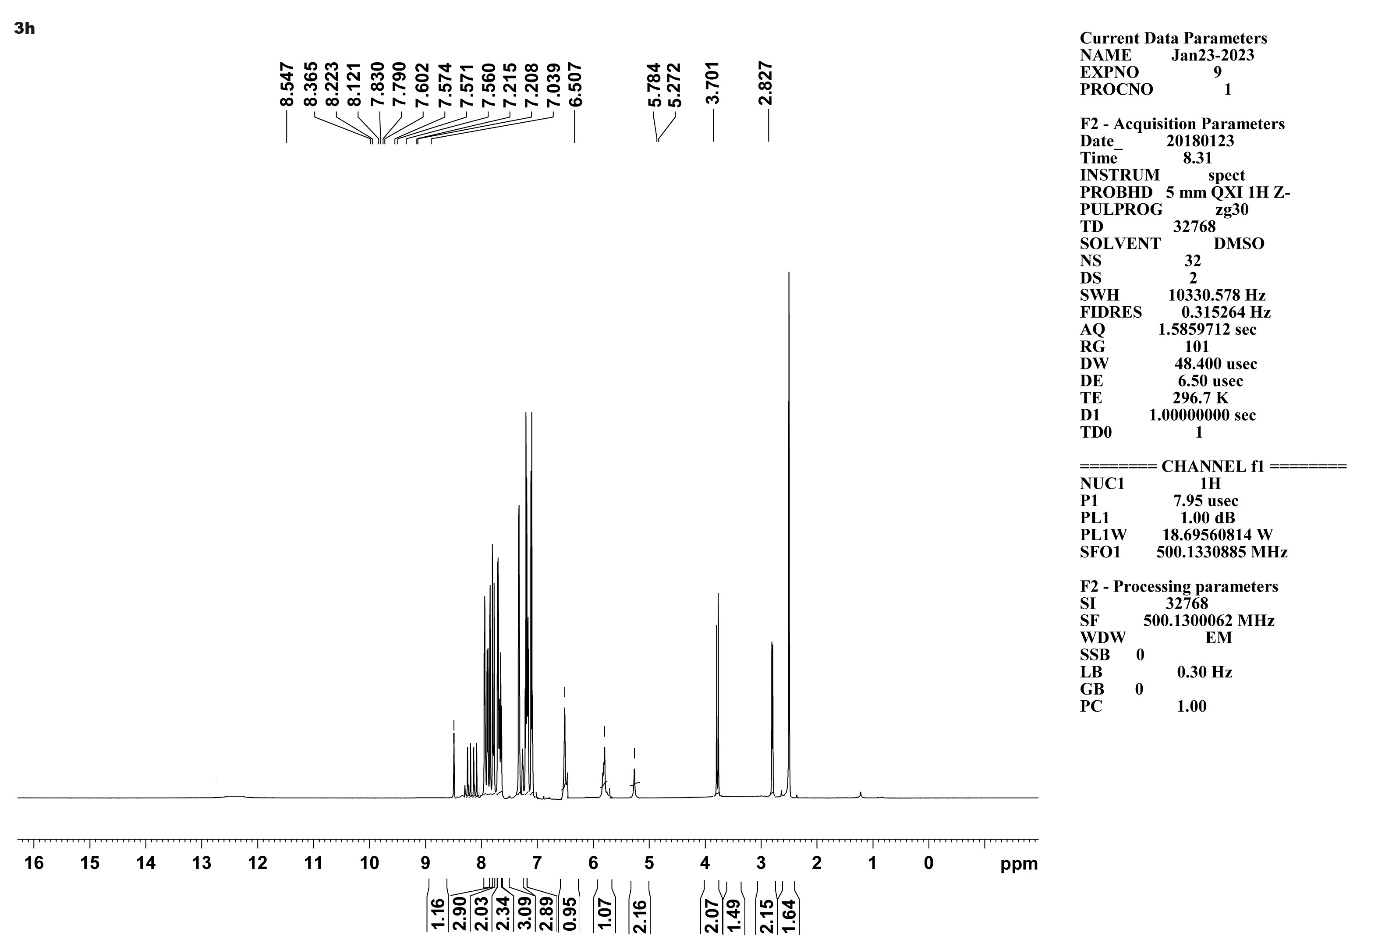 3h
8.547
8.365
8.223
8.121
7.830
7.790
7.602
7.574
7.571
7.560
7.215
7.208
7.039
6.507
5.784
5.272
3.701
2.827
Current Data Parameters
NAME Jan23-2023
EXPNO 9
PROCNO 1
F2 - Acquisition Parameters
Date_ 20180123
Time 8.31
INSTRUM spect
PROBHD 5 mm QXI 1H Z-
PULPROG zg30
TD 32768
SOLVENT DMSO
NS 32
DS 2
SWH 10330.578 Hz
FIDRES 0.315264 Hz
AQ 1.5859712 sec
RG 101
DW 48.400 usec
DE 6.50 usec
TE 296.7 K
D1 1.00000000 sec
TD0 1
======== CHANNEL f1 ========
NUC1 1H
P1 7.95 usec
PL1 1.00 dB
PL1W 18.69560814 W
SFO1 500.1330885 MHz
F2 - Processing parameters
SI 32768
SF 500.1300062 MHz
WDW EM
SSB 0
LB 0.30 Hz
GB 0
PC 1.00
16 15 14 13 12 11 10 9 8 7 6 5 4 3 2 1 0 ppm
1.16
2.90
2.03
2.34
3.09
2.89
0.95
1.07
2.16
2.07
1.49
2.15
1.64